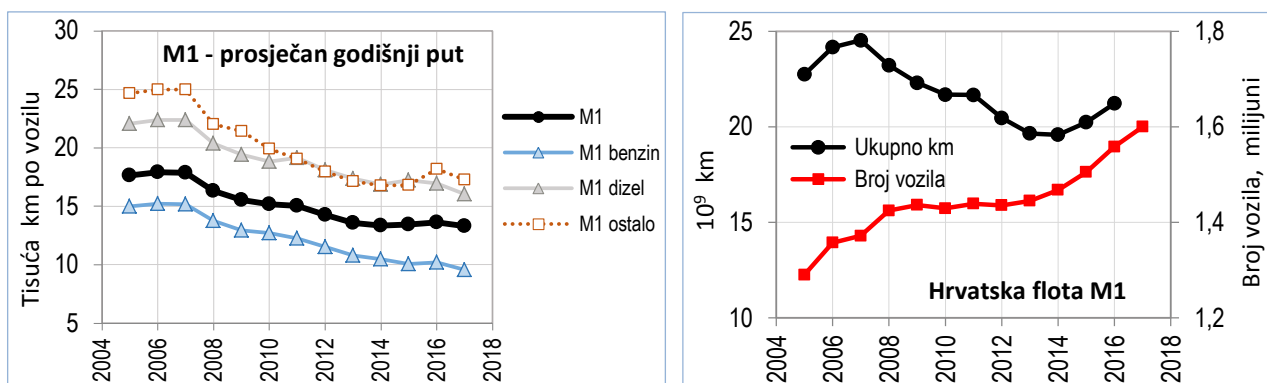 M1 - prosječan godišnji put
Tisuća km po vozilu
30
25
20
15
10
5
2004
2006
2008
2010
2012
2014
2016
2018
M1
M1 benzin
M1 dizel
M1 ostalo
10⁹ km
25
20
15
10
Ukupno km
Broj vozila
Hrvatska flota M1
2004
2006
2008
2010
2012
2014
2016
2018
1,8
1,6
1,4
1,2
Broj vozila, milijuni